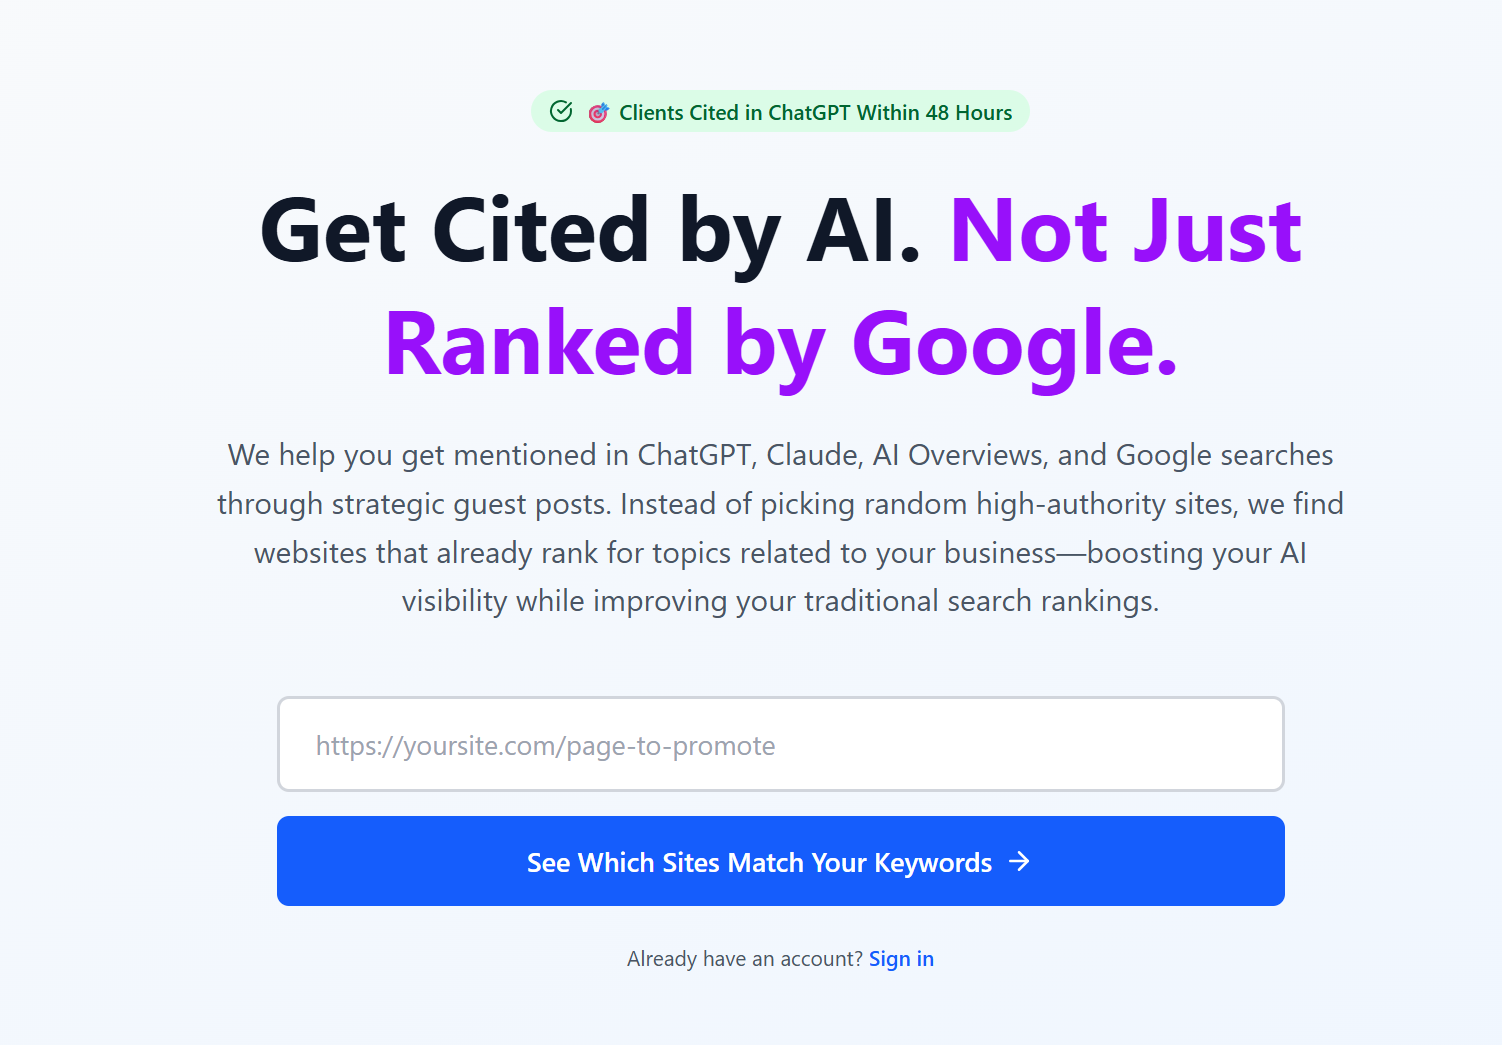 🎯 Clients Cited in ChatGPT Within 48 Hours
Get Cited by AI. Not Just
Ranked by Google.
We help you get mentioned in ChatGPT, Claude, AI Overviews, and Google searches
through strategic guest posts. Instead of picking random high-authority sites, we find
websites that already rank for topics related to your business—boosting your AI
visibility while improving your traditional search rankings.
https://yoursite.com/page-to-promote
See Which Sites Match Your Keywords →
Already have an account? Sign in